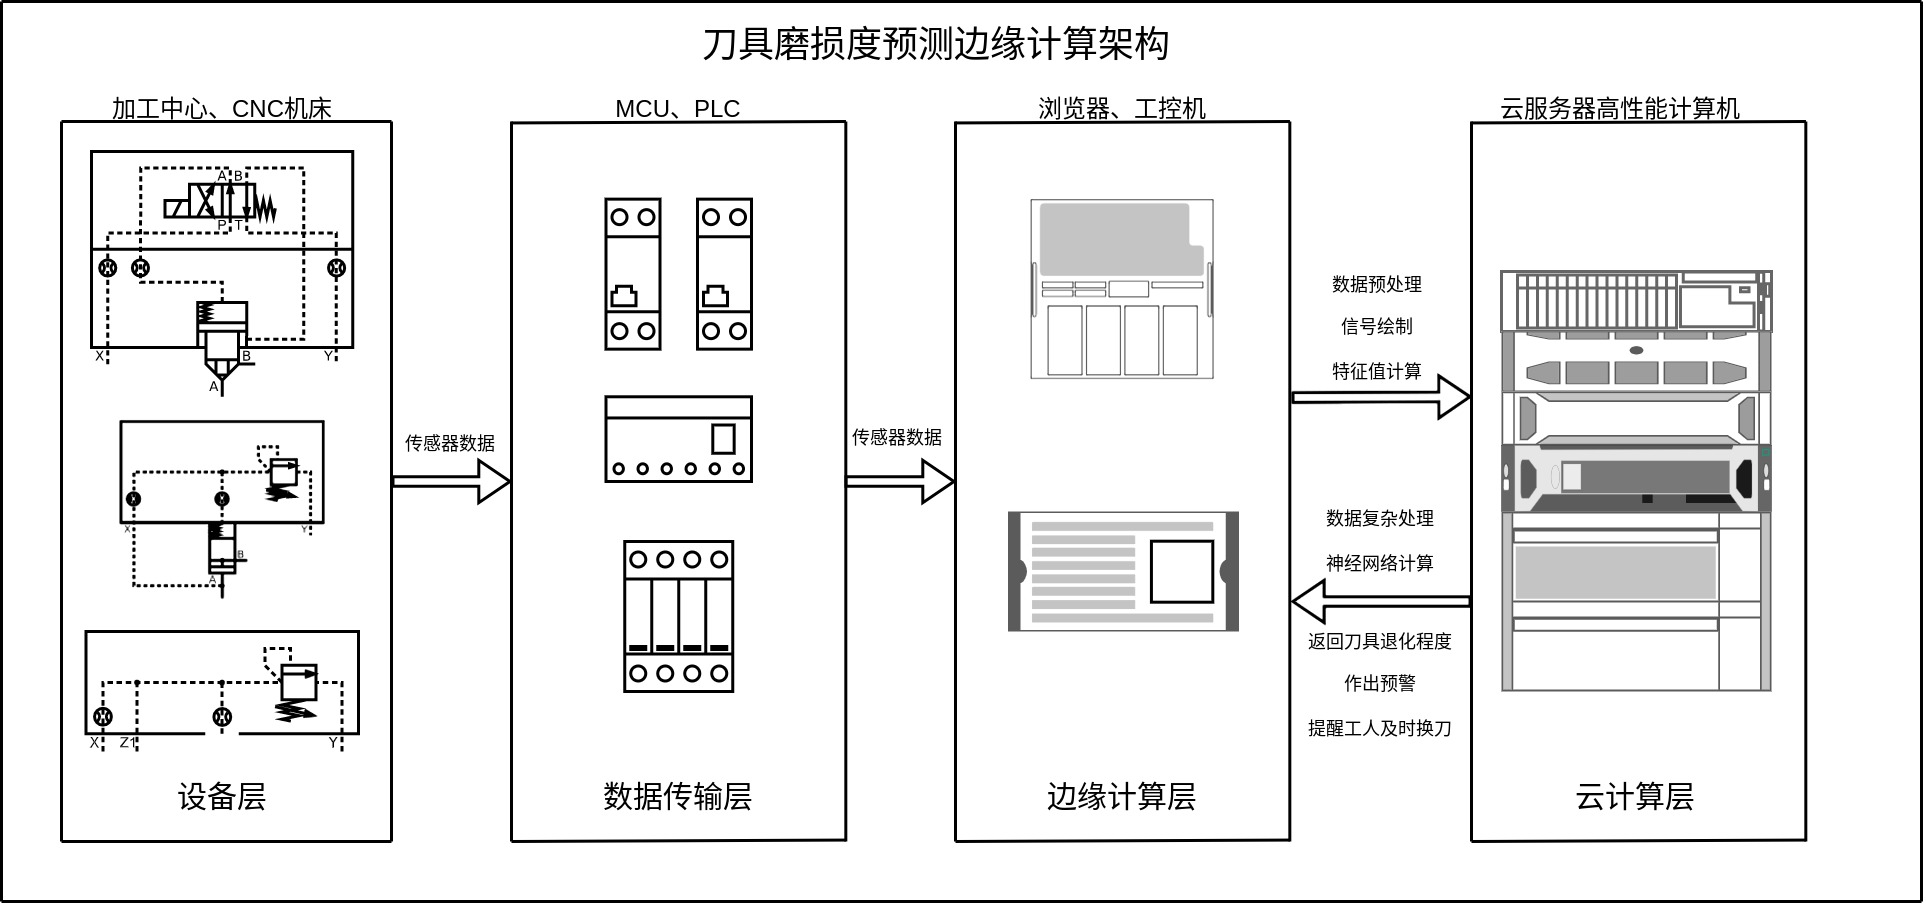 刀具磨损度预测边缘计算架构
加工中心、CNC机床
MCU、PLC
浏览器、工控机
云服务器高性能计算机
A B
P T
X
B
Y
A
X
Y
B
A
X
Z1
Y
传感器数据
传感器数据
数据预处理
信号绘制
特征值计算
数据复杂处理
神经网络计算
返回刀具退化程度
作出预警
提醒工人及时换刀
设备层
数据传输层
边缘计算层
云计算层